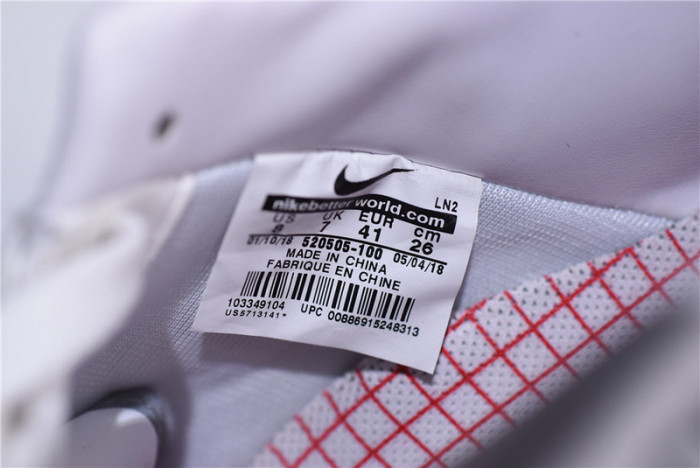 LN2
nikebetterworld.com
US UK EUR cm
8 7 41 26
01/10/18 520505-100 05/04/18
MADE IN CHINA
FABRIQUE EN CHINE
103349104 UPC 00886915248313
US5713141*